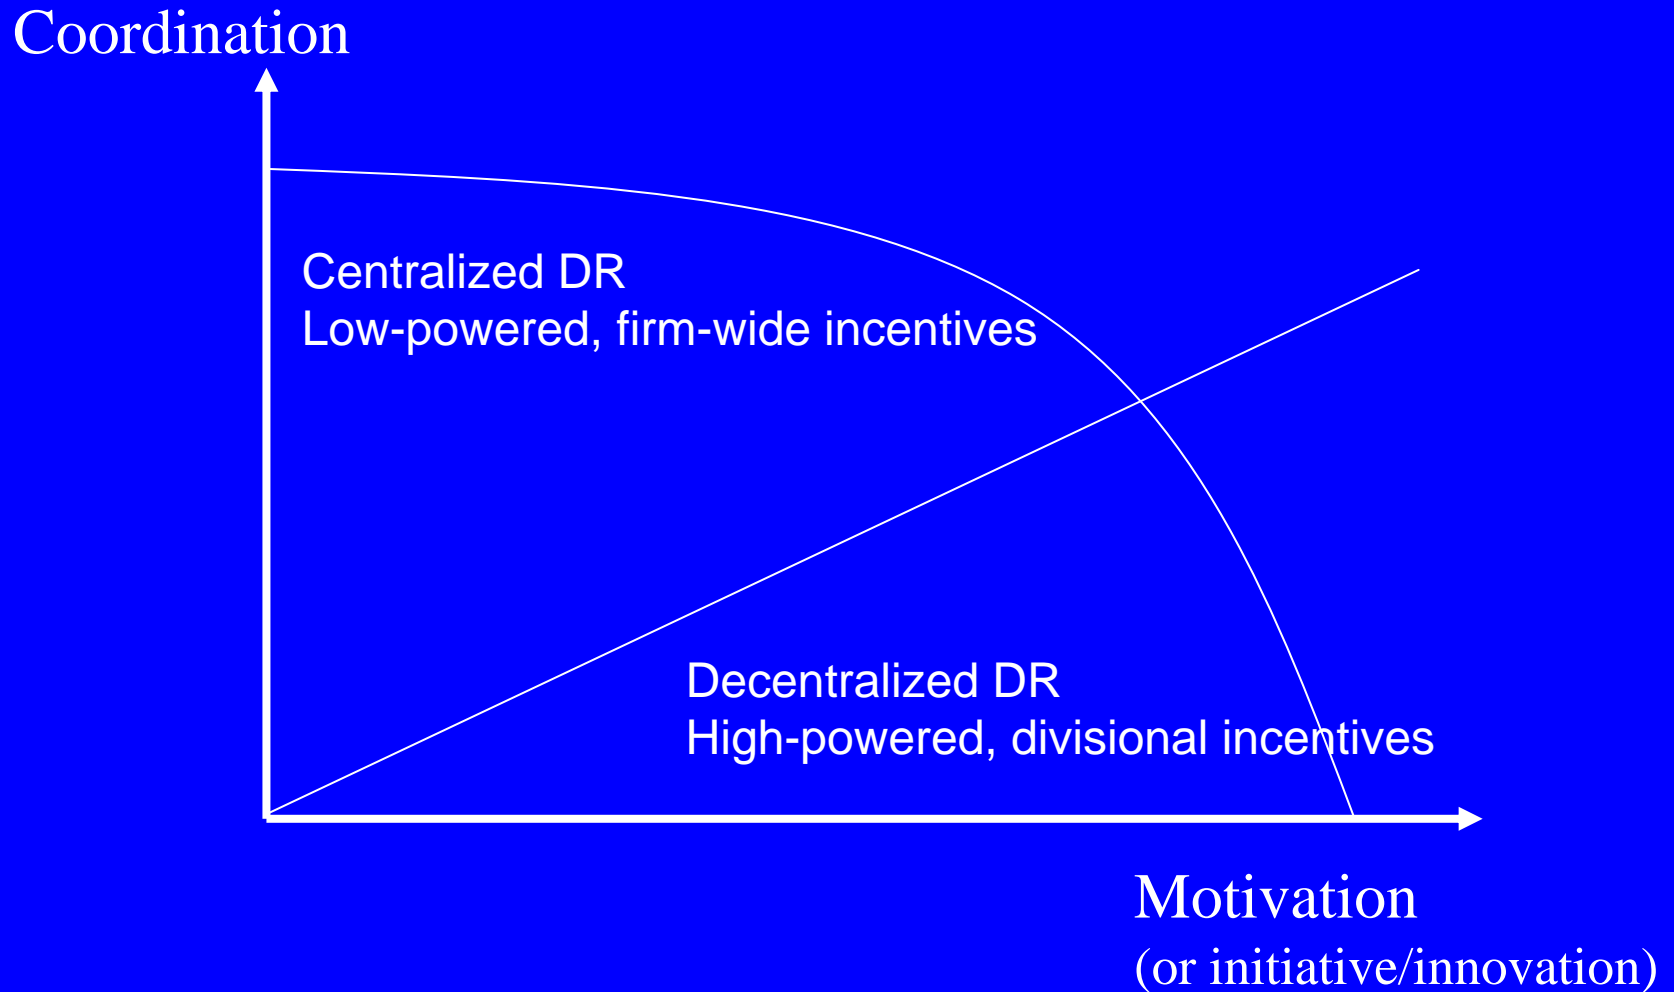 Coordination
Centralized DR
Low-powered, firm-wide incentives
Decentralized DR
High-powered, divisional incentives
Motivation
(or initiative/innovation)